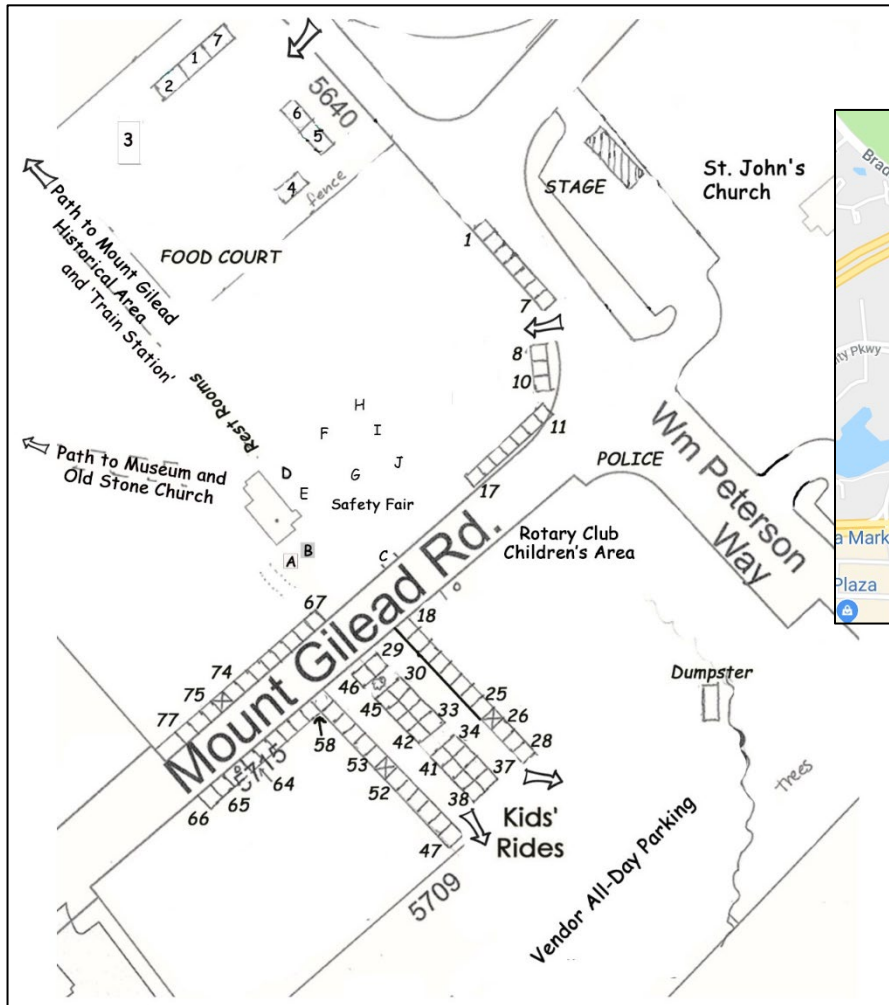 7
1
2
3
6
5
5640
4
fence
FOOD COURT
Path to Mount Gilead
Historical Area
and 'Train Station'
STAGE
St. John's
Church
1
7
8
10
11
17
POLICE
Wm Peterson
Way
Rest Rooms
H
F
I
D
E
G
J
Safety Fair
Path to Museum and
Old Stone Church
A
B
C
Rotary Club
Children's Area
Mount Gilead Rd.
67
74
75
77
18
29
30
46
45
33
25
26
34
42
28
58
53
41
37
64
5715
65
66
52
38
47
Kids'
Rides
5709
Dumpster
trees
Vendor All-Day Parking
Brad
ity Pkwy
a Mark
Plaza